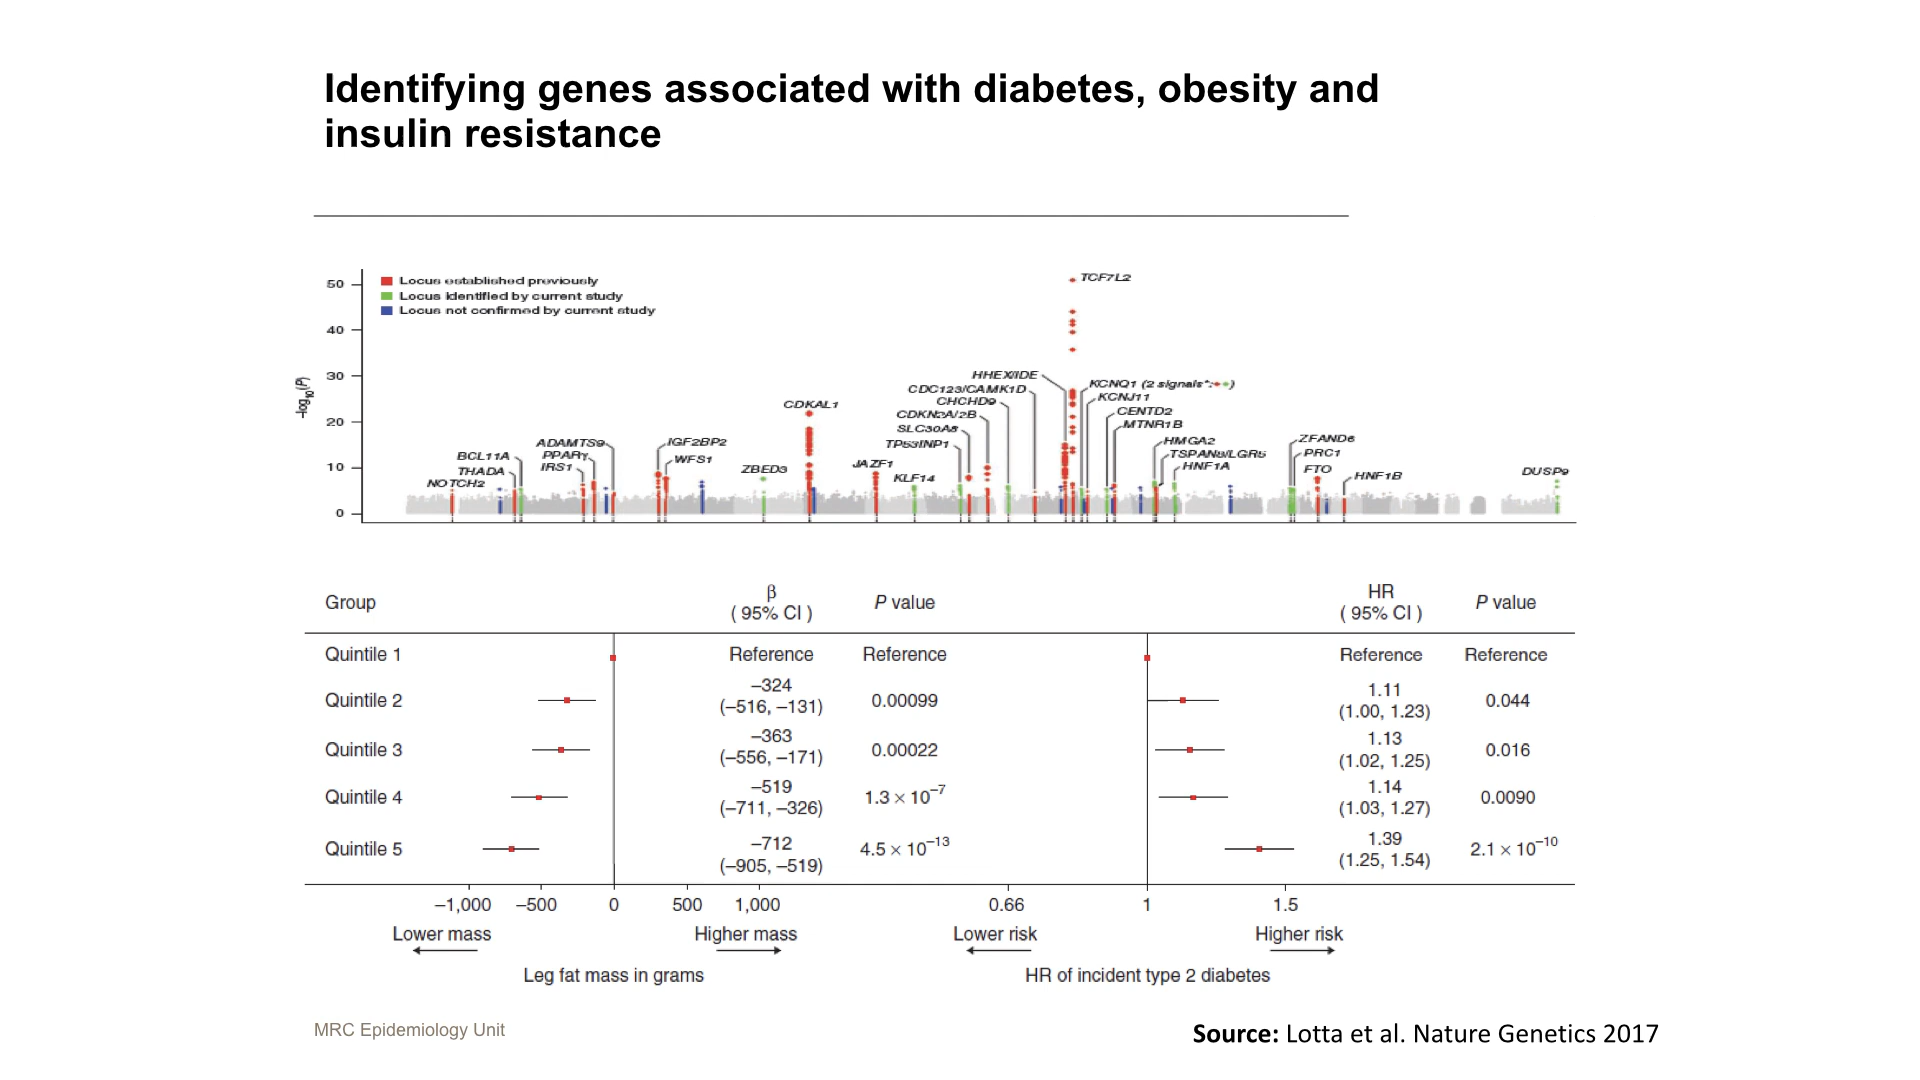 Identifying genes associated with diabetes, obesity and
insulin resistance
50
40
30
20
10
0
-log10(P)
Locus established previously
Locus identified by current study
Locus not confirmed by current study
TCF7L2
HHEX/IDE
KCNQ1 (2 signals*: )
CDC123/CAMK1D
KCNJ11
CHCHD9
CDKAL1
CENTD2
CDKN2A/2B
MTNR1B
SLC30A8
ADAMTS9
IGF2BP2
TP53INP1
HMGA2
ZFAND6
BCL11A
PPARγ
WFS1
TSPAN8/LGR5
PRC1
THADA
IRS1
ZBED3
JAZF1
HNF1A
FTO
DUSP9
NOTCH2
KLF14
HNF1B
Group
β
( 95% CI )
P value
HR
( 95% CI )
P value
Quintile 1
Reference
Reference
Reference
Reference
Quintile 2
–324
(–516, –131)
0.00099
1.11
(1.00, 1.23)
0.044
Quintile 3
–363
(–556, –171)
0.00022
1.13
(1.02, 1.25)
0.016
Quintile 4
–519
(–711, –326)
1.3 × 10⁻⁷
1.14
(1.03, 1.27)
0.0090
Quintile 5
–712
(–905, –519)
4.5 × 10⁻¹³
1.39
(1.25, 1.54)
2.1 × 10⁻¹⁰
–1,000 –500 0 500 1,000
0.66 1 1.5
Lower mass Higher mass
Lower risk Higher risk
Leg fat mass in grams
HR of incident type 2 diabetes
MRC Epidemiology Unit
Source: Lotta et al. Nature Genetics 2017